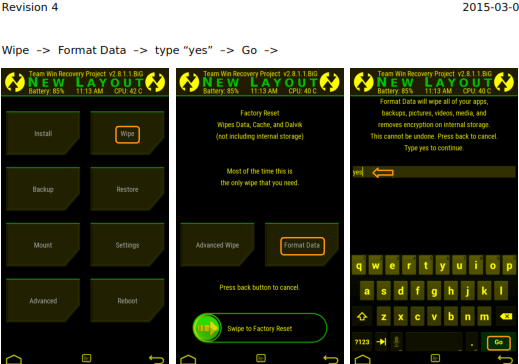 Revision 4
2015-03-0
Wipe –> Format Data –> type “yes” –> Go –>
Team Win Recovery Project v2.8.1.1.BiG
NEW LAYOUT
Battery: 85% 11:13 AM CPU: 42 C
Install
Wipe
Backup
Restore
Mount
Settings
Advanced
Reboot
Team Win Recovery Project v2.8.1.1.BiG
NEW LAYOUT
Battery: 85% 11:13 AM CPU: 40 C
Factory Reset
Wipes Data, Cache, and Dalvik
(not including internal storage)
Most of the time this is
the only wipe that you need.
Advanced Wipe
Format Data
Press back button to cancel.
Swipe to Factory Reset
Team Win Recovery Project v2.8.1.1.BiG
NEW LAYOUT
Battery: 85% 11:13 AM CPU: 40 C
Format Data will wipe all of your apps,
backups, pictures, videos, media, and
removes encryption on internal storage.
This cannot be undone. Press back to cancel.
Type yes to continue.
yes
q w e r t y u i o p
a s d f g h j k l
z x c v b n m
?123 . Go